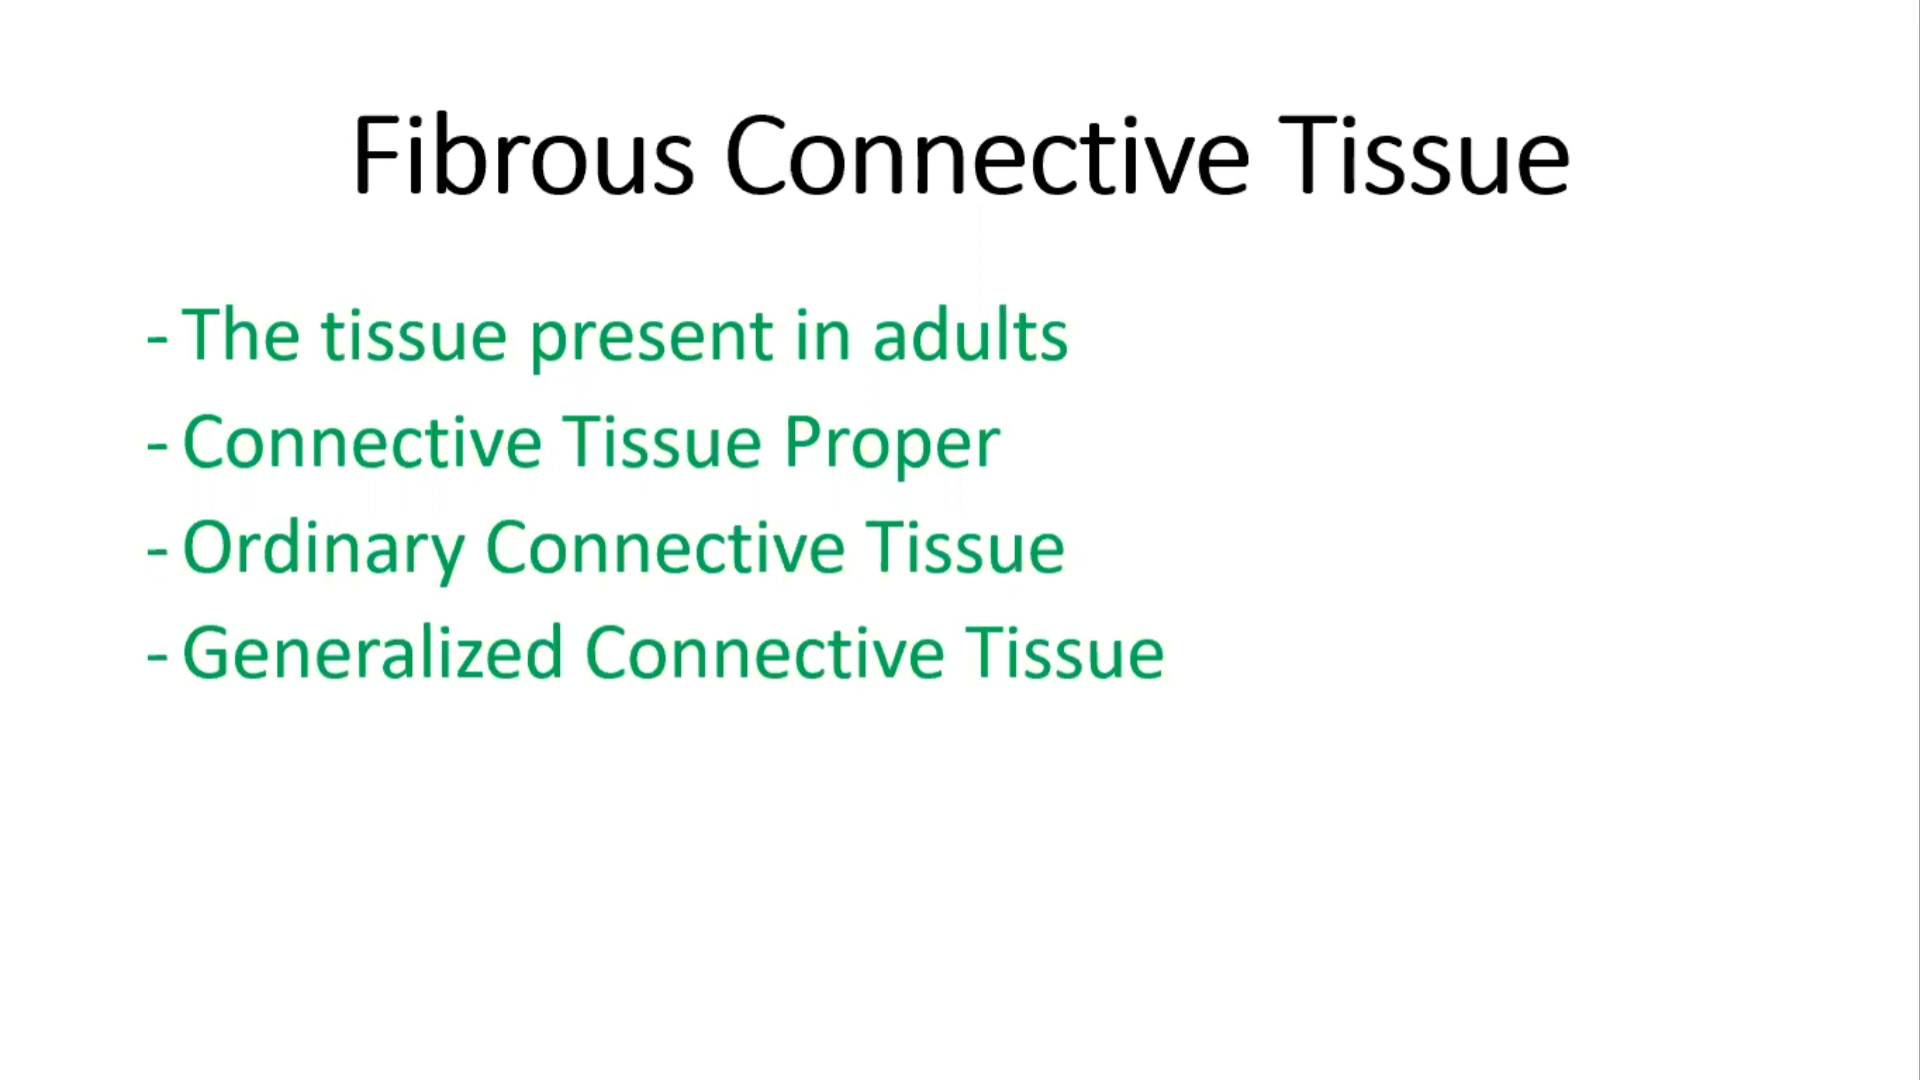 Fibrous Connective Tissue
- The tissue present in adults
- Connective Tissue Proper
- Ordinary Connective Tissue
- Generalized Connective Tissue